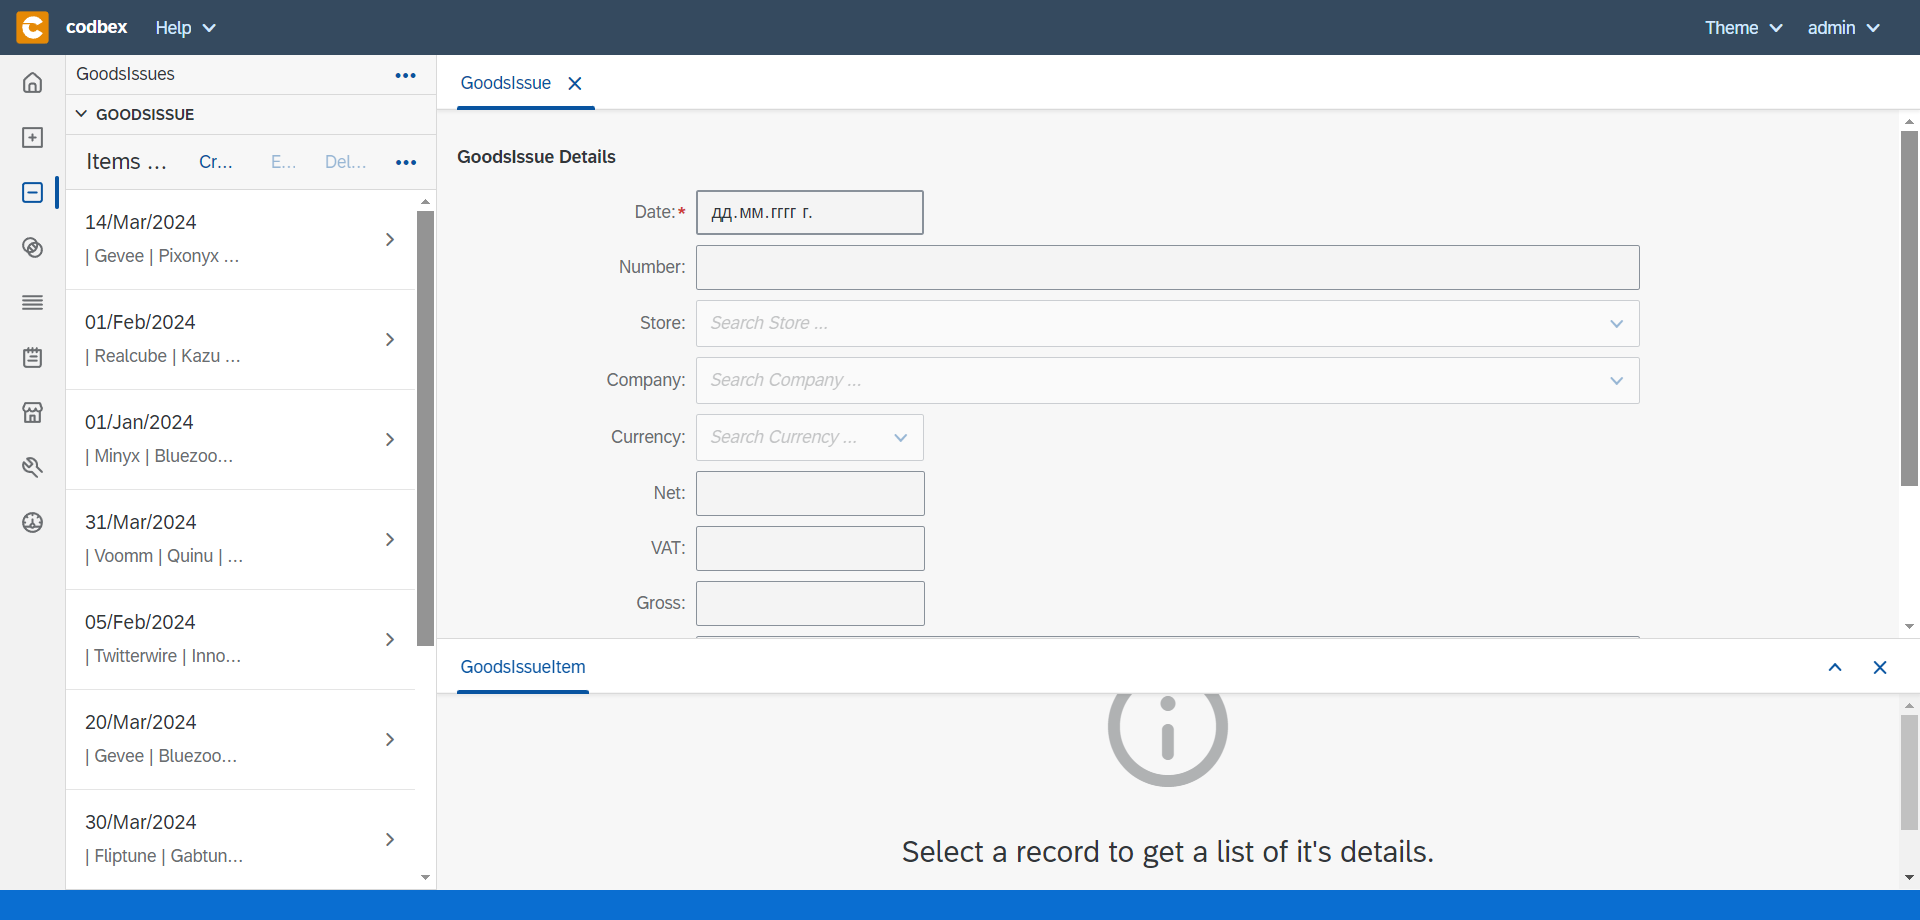 codbex Help Theme admin
GoodsIssues
GOODSISSUE
Items ... Cr... E... Del...
14/Mar/2024
| Gevee | Pixonyx ...
01/Feb/2024
| Realcube | Kazu ...
01/Jan/2024
| Minyx | Bluezoo...
31/Mar/2024
| Voomm | Quinu | ...
05/Feb/2024
| Twitterwire | Inno...
20/Mar/2024
| Gevee | Bluezoo...
30/Mar/2024
| Fliptune | Gabtun...
GoodsIssue
GoodsIssue Details
Date:* дд.мм.гггг г.
Number:
Store: Search Store ...
Company: Search Company ...
Currency: Search Currency ...
Net:
VAT:
Gross:
GoodsIssueItem
Select a record to get a list of it's details.